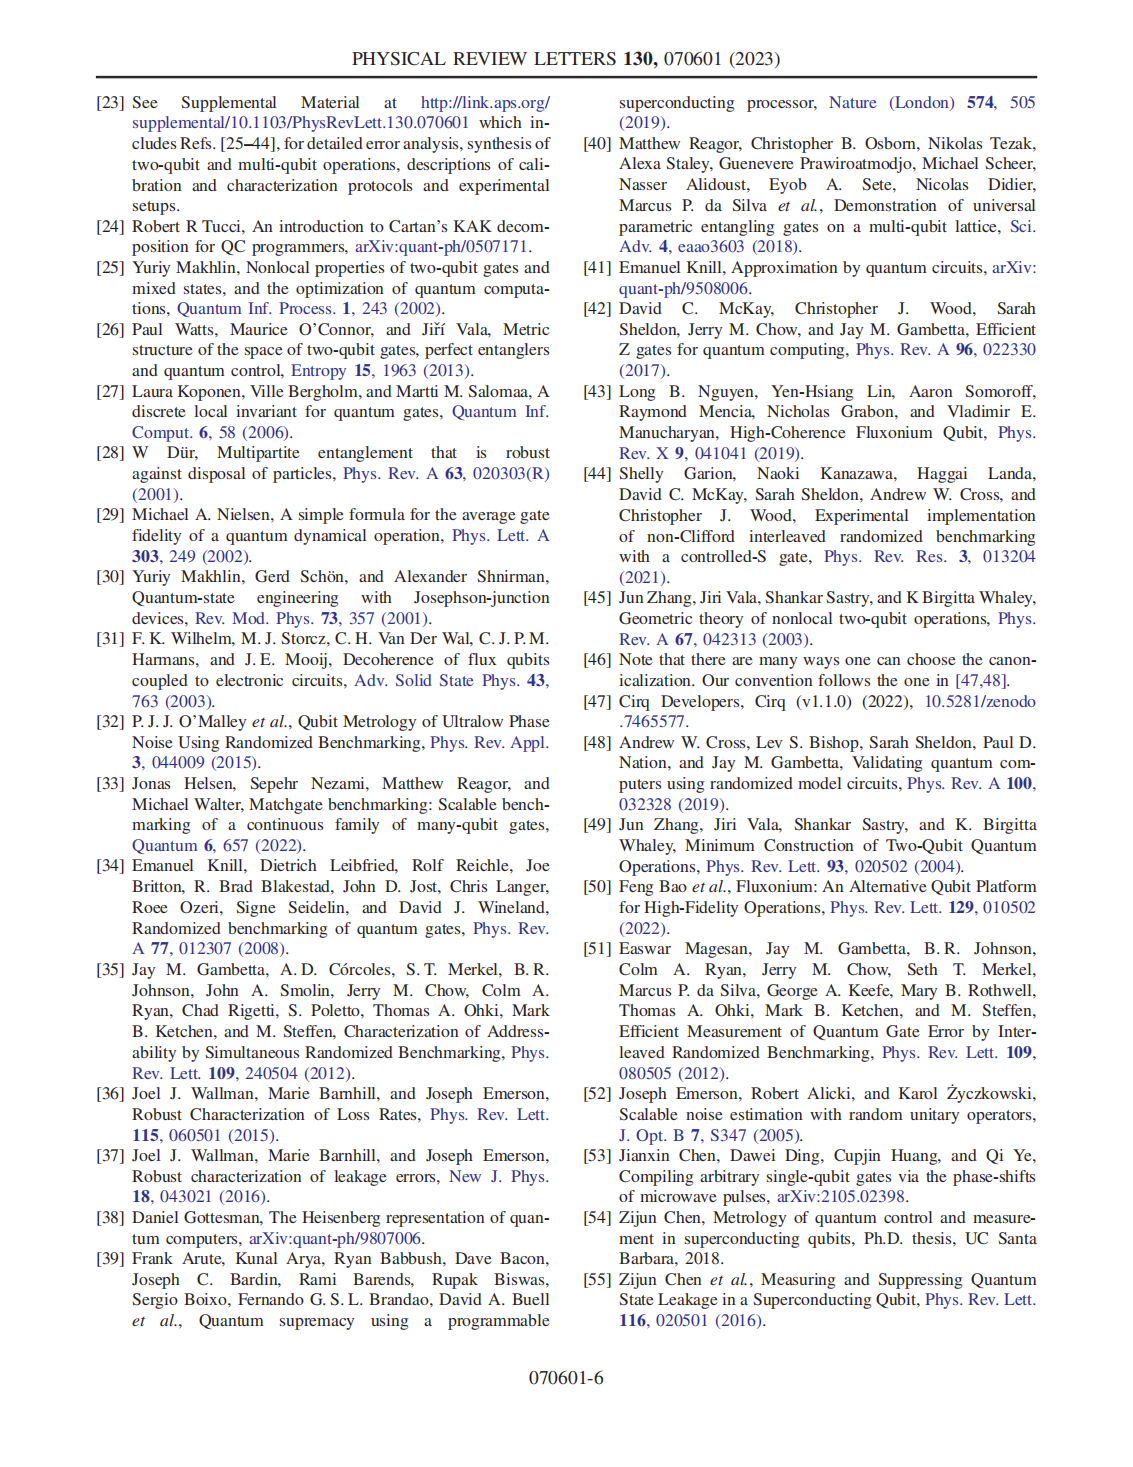 PHYSICAL REVIEW LETTERS 130, 070601 (2023)
[23] See Supplemental Material at http://link.aps.org/
supplemental/10.1103/PhysRevLett.130.070601 which in-
cludes Refs. [25–44], for detailed error analysis, synthesis of
two-qubit and multi-qubit operations, descriptions of cali-
bration and characterization protocols and experimental
setups.
[24] Robert R Tucci, An introduction to Cartan's KAK decom-
position for QC programmers, arXiv:quant-ph/0507171.
[25] Yuriy Makhlin, Nonlocal properties of two-qubit gates and
mixed states, and the optimization of quantum computa-
tions, Quantum Inf. Process. 1, 243 (2002).
[26] Paul Watts, Maurice O'Connor, and Jiří Vala, Metric
structure of the space of two-qubit gates, perfect entanglers
and quantum control, Entropy 15, 1963 (2013).
[27] Laura Koponen, Ville Bergholm, and Martti M. Salomaa, A
discrete local invariant for quantum gates, Quantum Inf.
Comput. 6, 58 (2006).
[28] W Dür, Multipartite entanglement that is robust
against disposal of particles, Phys. Rev. A 63, 020303(R)
(2001).
[29] Michael A. Nielsen, A simple formula for the average gate
fidelity of a quantum dynamical operation, Phys. Lett. A
303, 249 (2002).
[30] Yuriy Makhlin, Gerd Schön, and Alexander Shnirman,
Quantum-state engineering with Josephson-junction
devices, Rev. Mod. Phys. 73, 357 (2001).
[31] F. K. Wilhelm, M. J. Storcz, C. H. Van Der Wal, C. J. P. M.
Harmans, and J. E. Mooij, Decoherence of flux qubits
coupled to electronic circuits, Adv. Solid State Phys. 43,
763 (2003).
[32] P. J. J. O'Malley et al., Qubit Metrology of Ultralow Phase
Noise Using Randomized Benchmarking, Phys. Rev. Appl.
3, 044009 (2015).
[33] Jonas Helsen, Sepehr Nezami, Matthew Reagor, and
Michael Walter, Matchgate benchmarking: Scalable bench-
marking of a continuous family of many-qubit gates,
Quantum 6, 657 (2022).
[34] Emanuel Knill, Dietrich Leibfried, Rolf Reichle, Joe
Britton, R. Brad Blakestad, John D. Jost, Chris Langer,
Roee Ozeri, Signe Seidelin, and David J. Wineland,
Randomized benchmarking of quantum gates, Phys. Rev.
A 77, 012307 (2008).
[35] Jay M. Gambetta, A. D. Córcoles, S. T. Merkel, B. R.
Johnson, John A. Smolin, Jerry M. Chow, Colm A.
Ryan, Chad Rigetti, S. Poletto, Thomas A. Ohki, Mark
B. Ketchen, and M. Steffen, Characterization of Address-
ability by Simultaneous Randomized Benchmarking, Phys.
Rev. Lett. 109, 240504 (2012).
[36] Joel J. Wallman, Marie Barnhill, and Joseph Emerson,
Robust Characterization of Loss Rates, Phys. Rev. Lett.
115, 060501 (2015).
[37] Joel J. Wallman, Marie Barnhill, and Joseph Emerson,
Robust characterization of leakage errors, New J. Phys.
18, 043021 (2016).
[38] Daniel Gottesman, The Heisenberg representation of quan-
tum computers, arXiv:quant-ph/9807006.
[39] Frank Arute, Kunal Arya, Ryan Babbush, Dave Bacon,
Joseph C. Bardin, Rami Barends, Rupak Biswas,
Sergio Boixo, Fernando G. S. L. Brandao, David A. Buell
et al., Quantum supremacy using a programmable
superconducting processor, Nature (London) 574, 505
(2019).
[40] Matthew Reagor, Christopher B. Osborn, Nikolas Tezak,
Alexa Staley, Guenevere Prawiroatmodjo, Michael Scheer,
Nasser Alidoust, Eyob A. Sete, Nicolas Didier,
Marcus P. da Silva et al., Demonstration of universal
parametric entangling gates on a multi-qubit lattice, Sci.
Adv. 4, eaao3603 (2018).
[41] Emanuel Knill, Approximation by quantum circuits, arXiv:
quant-ph/9508006.
[42] David C. McKay, Christopher J. Wood, Sarah
Sheldon, Jerry M. Chow, and Jay M. Gambetta, Efficient
Z gates for quantum computing, Phys. Rev. A 96, 022330
(2017).
[43] Long B. Nguyen, Yen-Hsiang Lin, Aaron Somoroff,
Raymond Mencia, Nicholas Grabon, and Vladimir E.
Manucharyan, High-Coherence Fluxonium Qubit, Phys.
Rev. X 9, 041041 (2019).
[44] Shelly Garion, Naoki Kanazawa, Haggai Landa,
David C. McKay, Sarah Sheldon, Andrew W. Cross, and
Christopher J. Wood, Experimental implementation
of non-Clifford interleaved randomized benchmarking
with a controlled-S gate, Phys. Rev. Res. 3, 013204
(2021).
[45] Jun Zhang, Jiri Vala, Shankar Sastry, and K Birgitta Whaley,
Geometric theory of nonlocal two-qubit operations, Phys.
Rev. A 67, 042313 (2003).
[46] Note that there are many ways one can choose the canon-
icalization. Our convention follows the one in [47,48].
[47] Cirq Developers, Cirq (v1.1.0) (2022), 10.5281/zenodo
.7465577.
[48] Andrew W. Cross, Lev S. Bishop, Sarah Sheldon, Paul D.
Nation, and Jay M. Gambetta, Validating quantum com-
puters using randomized model circuits, Phys. Rev. A 100,
032328 (2019).
[49] Jun Zhang, Jiri Vala, Shankar Sastry, and K. Birgitta
Whaley, Minimum Construction of Two-Qubit Quantum
Operations, Phys. Rev. Lett. 93, 020502 (2004).
[50] Feng Bao et al., Fluxonium: An Alternative Qubit Platform
for High-Fidelity Operations, Phys. Rev. Lett. 129, 010502
(2022).
[51] Easwar Magesan, Jay M. Gambetta, B. R. Johnson,
Colm A. Ryan, Jerry M. Chow, Seth T. Merkel,
Marcus P. da Silva, George A. Keefe, Mary B. Rothwell,
Thomas A. Ohki, Mark B. Ketchen, and M. Steffen,
Efficient Measurement of Quantum Gate Error by Inter-
leaved Randomized Benchmarking, Phys. Rev. Lett. 109,
080505 (2012).
[52] Joseph Emerson, Robert Alicki, and Karol Życzkowski,
Scalable noise estimation with random unitary operators,
J. Opt. B 7, S347 (2005).
[53] Jianxin Chen, Dawei Ding, Cupjin Huang, and Qi Ye,
Compiling arbitrary single-qubit gates via the phase-shifts
of microwave pulses, arXiv:2105.02398.
[54] Zijun Chen, Metrology of quantum control and measure-
ment in superconducting qubits, Ph.D. thesis, UC Santa
Barbara, 2018.
[55] Zijun Chen et al., Measuring and Suppressing Quantum
State Leakage in a Superconducting Qubit, Phys. Rev. Lett.
116, 020501 (2016).
070601-6